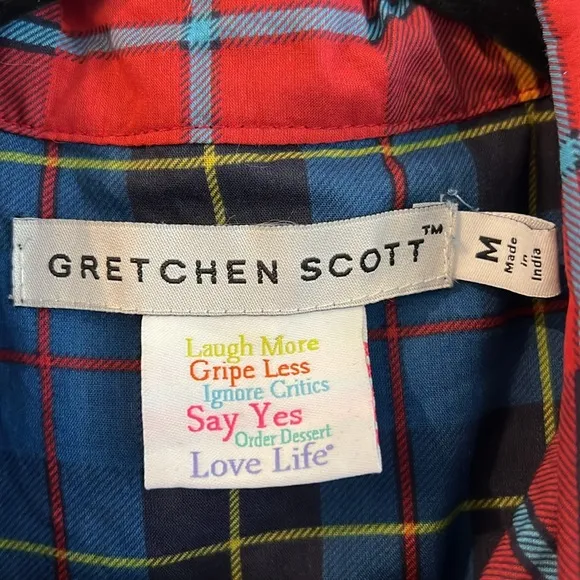 GRETCHEN SCOTT™
M
Made
in
India
Laugh More
Gripe Less
Ignore Critics
Say Yes
Order Dessert
Love Life®